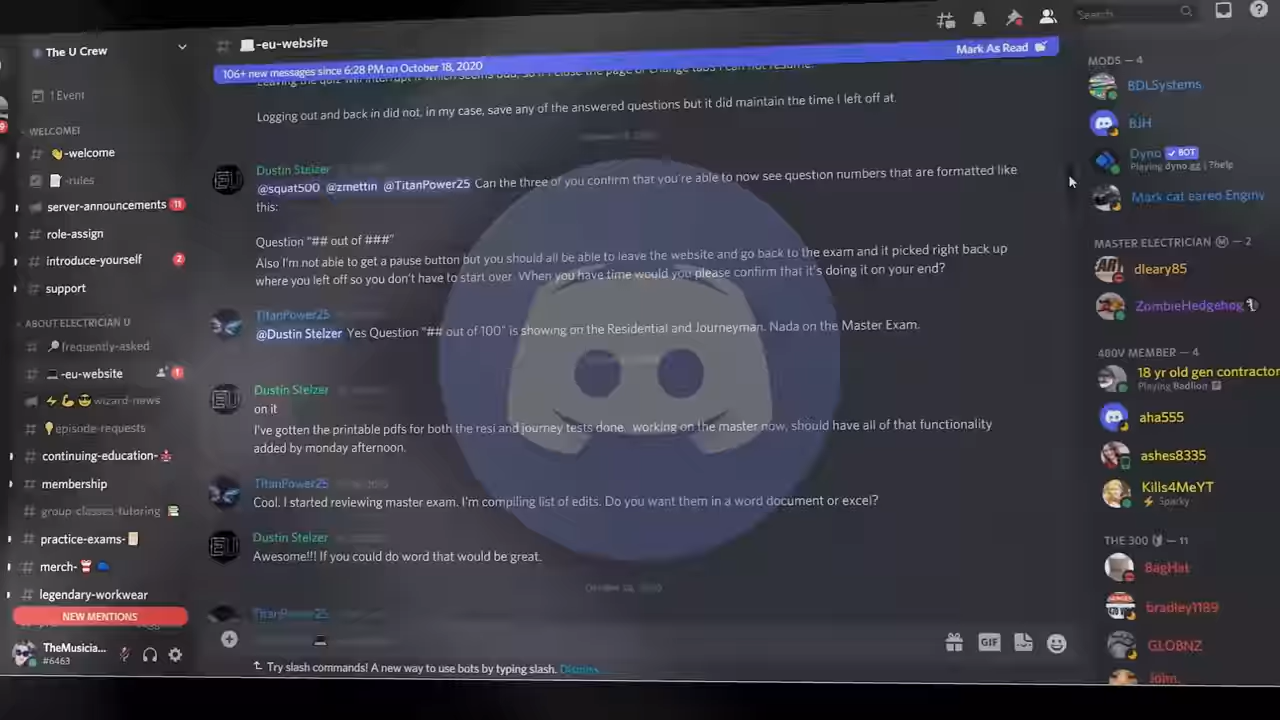 The U Crew
-eu-website
Search
106+ new messages since 6:28 PM on October 18, 2020
Mark As Read
1 Event
WELCOME!
-welcome
-rules
server-announcements 11
role-assign
introduce-yourself 2
support
ABOUT ELECTRICIAN U
frequently-asked
-eu-website 1
wizard-news
episode-requests
continuing-education-
membership
group-classes-tutoring
practice-exams-
merch-
legendary-workwear
NEW MENTIONS
TheMusicia...
#6463
Logging out and back in did not, in my case, save any of the answered questions but it did maintain the time I left off at.
Dustin Stelzer
@squat500 @zmettin @TitanPower25 Can the three of you confirm that you're able to now see question numbers that are formatted like
this:
Question "## out of ###"
Also I'm not able to get a pause button but you should all be able to leave the website and go back to the exam and it picked right back up
where you left off so you don't have to start over. When you have time would you please confirm that it's doing it on your end?
TitanPower25
@Dustin Stelzer Yes Question "## out of 100" is showing on the Residential and Journeyman. Nada on the Master Exam.
Dustin Stelzer
on it
I've gotten the printable pdfs for both the resi and journey tests done. working on the master now, should have all of that functionality
added by monday afternoon.
TitanPower25
Cool. I started reviewing master exam. I'm compiling list of edits. Do you want them in a word document or excel?
Dustin Stelzer
Awesome!!! If you could do word that would be great.
TitanPower25
GIF
Try slash commands! A new way to use bots by typing slash. Dismiss
MODS — 4
BDLSystems
BJH
Dyno BOT
Playing dyno.gg | ?help
Mark cat eared Enginy
MASTER ELECTRICIAN M — 2
dleary85
ZombieHedgehog
480V MEMBER — 4
18 yr old gen contractor
Playing Badlion
aha555
ashes8335
Kills4MeYT
Sparky
THE 300 — 11
BagHat
bradley1189
GLOBNZ
John.